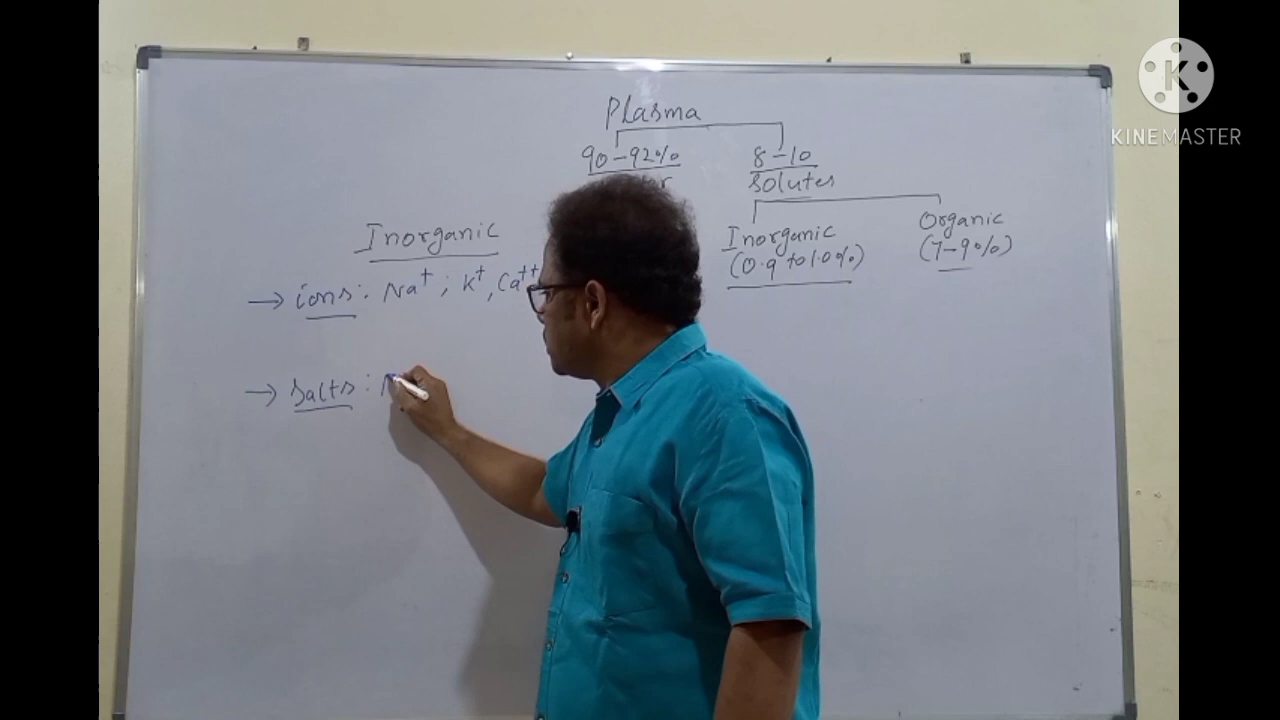 Plasma
90-92% 8-10
Solutes
Inorganic
(0.9 to 1.0%)
Organic
(7-9%)
Inorganic
→ ions: Na⁺; K⁺, Ca⁺⁺
→ Salts:
K
KINEMASTER